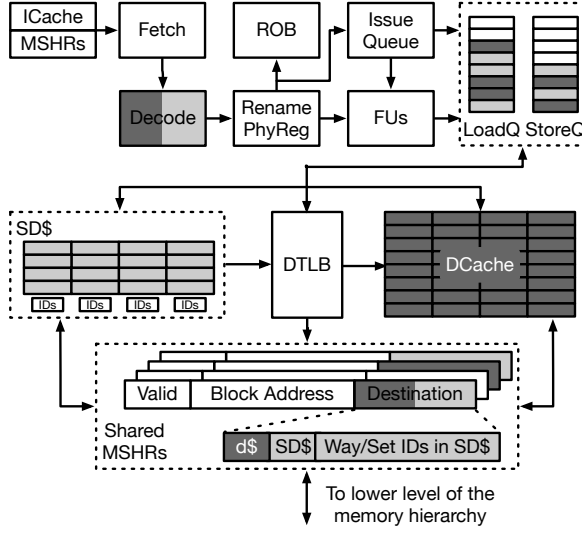 ICache
MSHRs
Fetch
ROB
Issue
Queue
Decode
Rename
PhyReg
FUs
LoadQ StoreQ
SD$
IDs IDs IDs IDs
DTLB
DCache
Valid Block Address Destination
Shared
MSHRs
d$ SD$ Way/Set IDs in SD$
To lower level of the
memory hierarchy